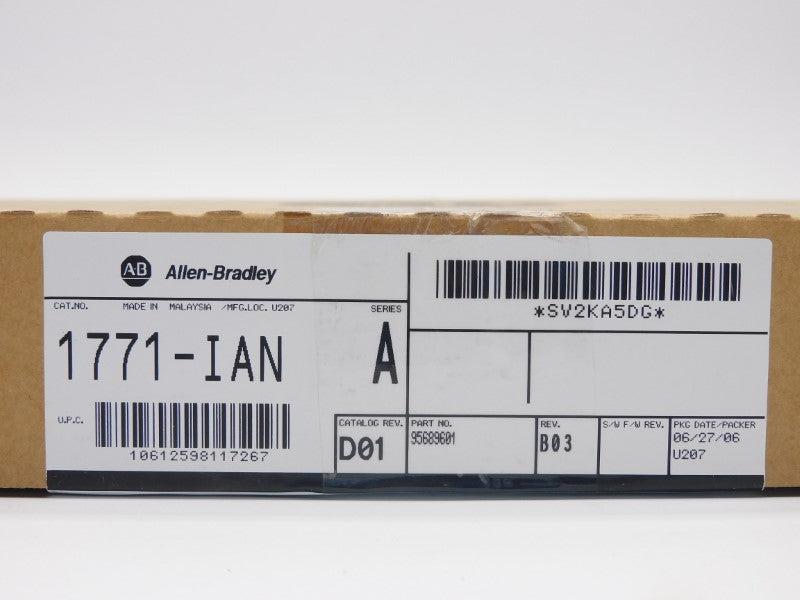 AB Allen-Bradley
*SV2KA5DG*
CAT.NO. MADE IN MALAYSIA /MFG.LOC. U207 SERIES
1771-IAN A
U.P.C.
10612598117267
CATALOG REV. PART NO. REV. S/W F/W REV. PKG DATE/PACKER
D01 95689601 B03 06/27/06
U207